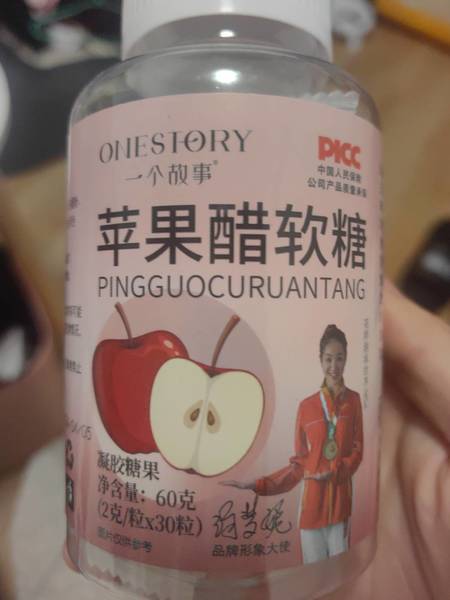 ONESTORY
一个故事®
PICC
中国人民保险
公司产品质量承保
苹果醋软糖
PINGGUOCURUANTANG
凝胶糖果
净含量：60克
(2克/粒x30粒)
图片仅供参考
品牌形象大使